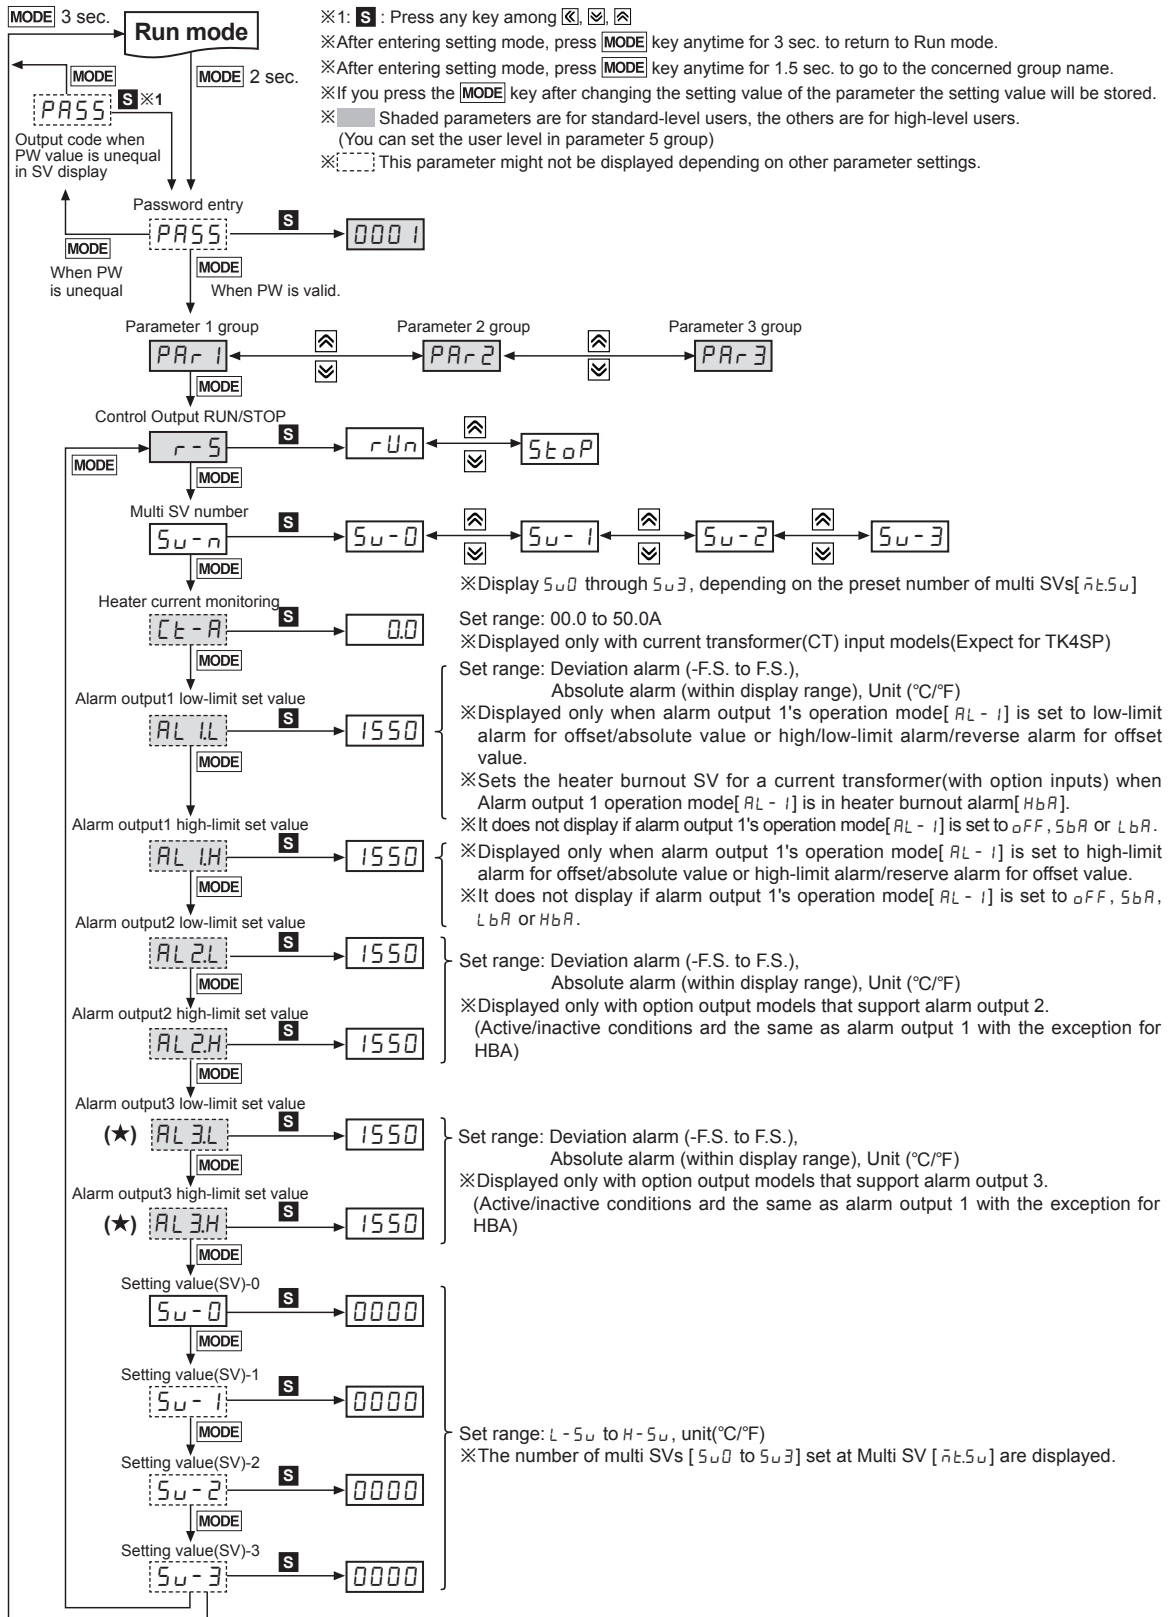 MODE 3 sec.
Run mode
MODE
MODE 2 sec.
PASS S ※1
Output code when
PW value is unequal
in SV display
※1: S : Press any key among «, ︾, ︽
※After entering setting mode, press MODE key anytime for 3 sec. to return to Run mode.
※After entering setting mode, press MODE key anytime for 1.5 sec. to go to the concerned group name.
※If you press the MODE key after changing the setting value of the parameter the setting value will be stored.
※ Shaded parameters are for standard-level users, the others are for high-level users.
(You can set the user level in parameter 5 group)
※ This parameter might not be displayed depending on other parameter settings.
Password entry
PASS S 0001
MODE
When PW
is unequal
MODE
When PW is valid.
Parameter 1 group Parameter 2 group Parameter 3 group
PAr1 PAr2 PAr3
MODE
Control Output RUN/STOP
r-S S rUn StoP
MODE
MODE
Multi SV number
Su-n S Su-0 Su-1 Su-2 Su-3
MODE
※Display Su0 through Su3, depending on the preset number of multi SVs[ mt.Su]
Heater current monitoring
Ct-A S 0.0
MODE
Set range: 00.0 to 50.0A
※Displayed only with current transformer(CT) input models(Expect for TK4SP)
Alarm output1 low-limit set value
AL1.L S 1550
MODE
Set range: Deviation alarm (-F.S. to F.S.),
Absolute alarm (within display range), Unit (°C/°F)
※Displayed only when alarm output 1's operation mode[ AL-1] is set to low-limit
alarm for offset/absolute value or high/low-limit alarm/reverse alarm for offset
value.
※Sets the heater burnout SV for a current transformer(with option inputs) when
Alarm output 1 operation mode[ AL-1] is in heater burnout alarm[ HbA].
※It does not display if alarm output 1's operation mode[ AL-1] is set to oFF, SbA or LbA.
Alarm output1 high-limit set value
AL1.H S 1550
MODE
※Displayed only when alarm output 1's operation mode[ AL-1] is set to high-limit
alarm for offset/absolute value or high-limit alarm/reserve alarm for offset value.
※It does not display if alarm output 1's operation mode[ AL-1] is set to oFF, SbA,
LbA or HbA.
Alarm output2 low-limit set value
AL2.L S 1550
MODE
Alarm output2 high-limit set value
AL2.H S 1550
MODE
Set range: Deviation alarm (-F.S. to F.S.),
Absolute alarm (within display range), Unit (°C/°F)
※Displayed only with option output models that support alarm output 2.
(Active/inactive conditions ard the same as alarm output 1 with the exception for
HBA)
Alarm output3 low-limit set value
(★) AL3.L S 1550
MODE
Alarm output3 high-limit set value
(★) AL3.H S 1550
MODE
Set range: Deviation alarm (-F.S. to F.S.),
Absolute alarm (within display range), Unit (°C/°F)
※Displayed only with option output models that support alarm output 3.
(Active/inactive conditions ard the same as alarm output 1 with the exception for
HBA)
Setting value(SV)-0
Su-0 S 0000
MODE
Setting value(SV)-1
Su-1 S 0000
MODE
Setting value(SV)-2
Su-2 S 0000
MODE
Setting value(SV)-3
Su-3 S 0000
Set range: L-Su to H-Su, unit(°C/°F)
※The number of multi SVs [ Su0 to Su3] set at Multi SV [ mt.Su] are displayed.